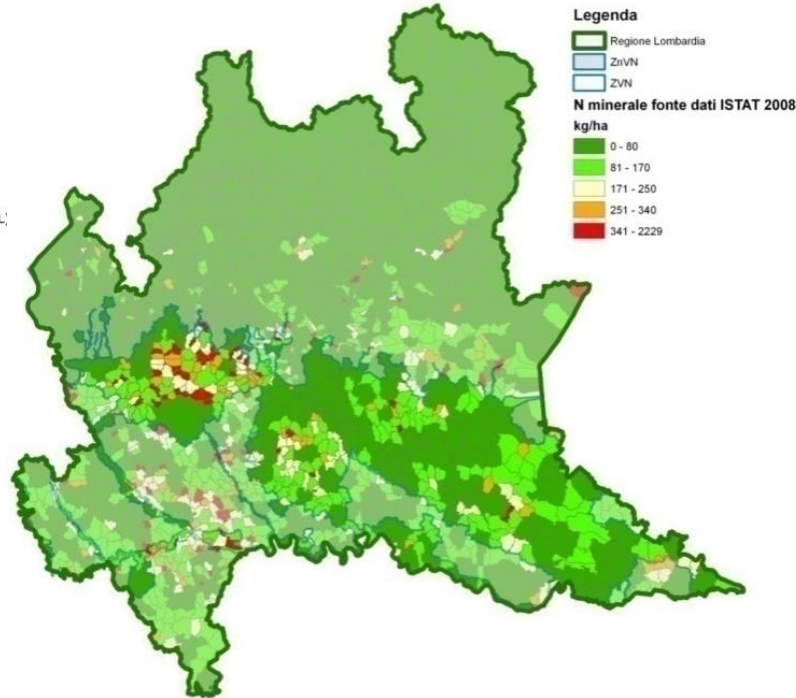 Legenda
Regione Lombardia
ZnVN
ZVN
N minerale fonte dati ISTAT 2008
kg/ha
0 - 80
81 - 170
171 - 250
251 - 340
341 - 2229